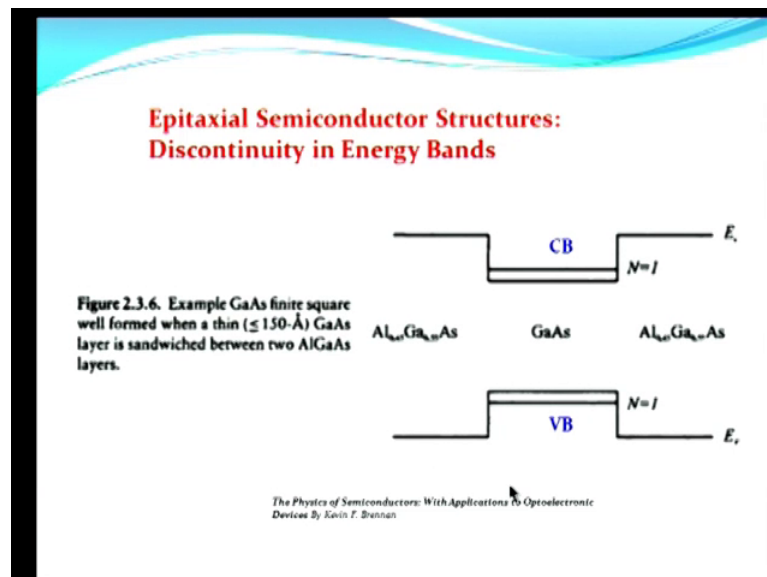 Epitaxial Semiconductor Structures:
Discontinuity in Energy Bands
CB
N=1
Figure 2.3.6. Example GaAs finite square
well formed when a thin (≤ 150-Å) GaAs
layer is sandwiched between two AlGaAs
layers.
GaAs
N=1
VB
The Physics of Semiconductors: With Applications to Optoelectronic
Devices By Kevin F. Brennan